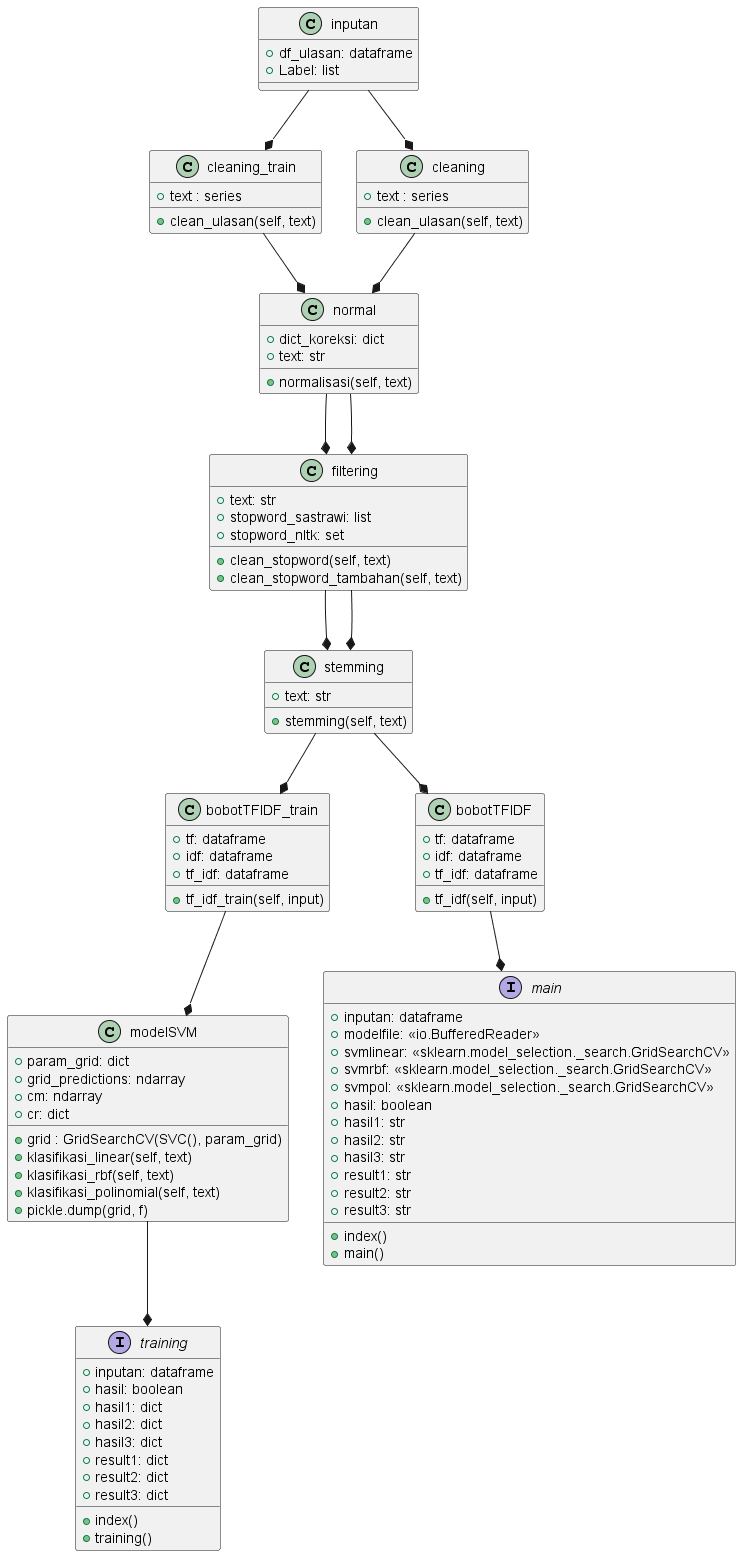 C inputan
df_ulasan: dataframe
Label: list
C cleaning_train
text : series
clean_ulasan(self, text)
C cleaning
text : series
clean_ulasan(self, text)
C normal
dict_koreksi: dict
text: str
normalisasi(self, text)
C filtering
text: str
stopword_sastrawi: list
stopword_nltk: set
clean_stopword(self, text)
clean_stopword_tambahan(self, text)
C stemming
text: str
stemming(self, text)
C bobotTFIDF_train
tf: dataframe
idf: dataframe
tf_idf: dataframe
tf_idf_train(self, input)
C bobotTFIDF
tf: dataframe
idf: dataframe
tf_idf: dataframe
tf_idf(self, input)
C modelSVM
param_grid: dict
grid_predictions: ndarray
cm: ndarray
cr: dict
grid : GridSearchCV(SVC(), param_grid)
klasifikasi_linear(self, text)
klasifikasi_rbf(self, text)
klasifikasi_polinomial(self, text)
pickle.dump(grid, f)
I main
inputan: dataframe
modelfile: «io.BufferedReader»
svmlinear: «sklearn.model_selection._search.GridSearchCV»
svmrbf: «sklearn.model_selection._search.GridSearchCV»
svmpol: «sklearn.model_selection._search.GridSearchCV»
hasil: boolean
hasil1: str
hasil2: str
hasil3: str
result1: str
result2: str
result3: str
index()
main()
I training
inputan: dataframe
hasil: boolean
hasil1: dict
hasil2: dict
hasil3: dict
result1: dict
result2: dict
result3: dict
index()
training()